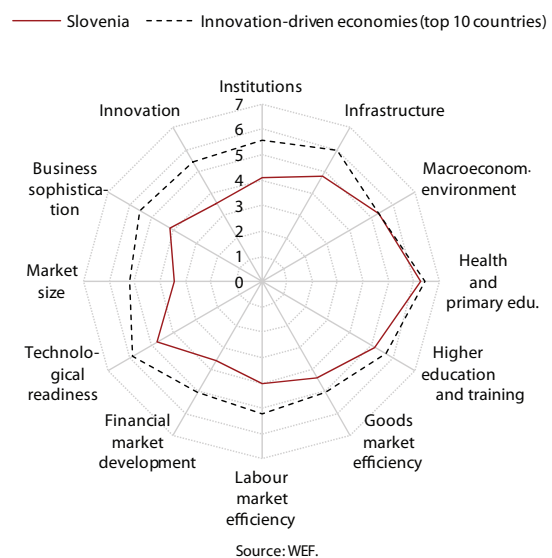 Slovenia
Innovation-driven economies (top 10 countries)
Institutions
7
6
5
4
3
2
1
0
Infrastructure
Macroeconom.
environment
Health
and
primary edu.
Higher
education
and training
Goods
market
efficiency
Labour
market
efficiency
Financial
market
development
Technolo-
gical
readiness
Market
size
Business
sophistica-
tion
Innovation
Source: WEF.